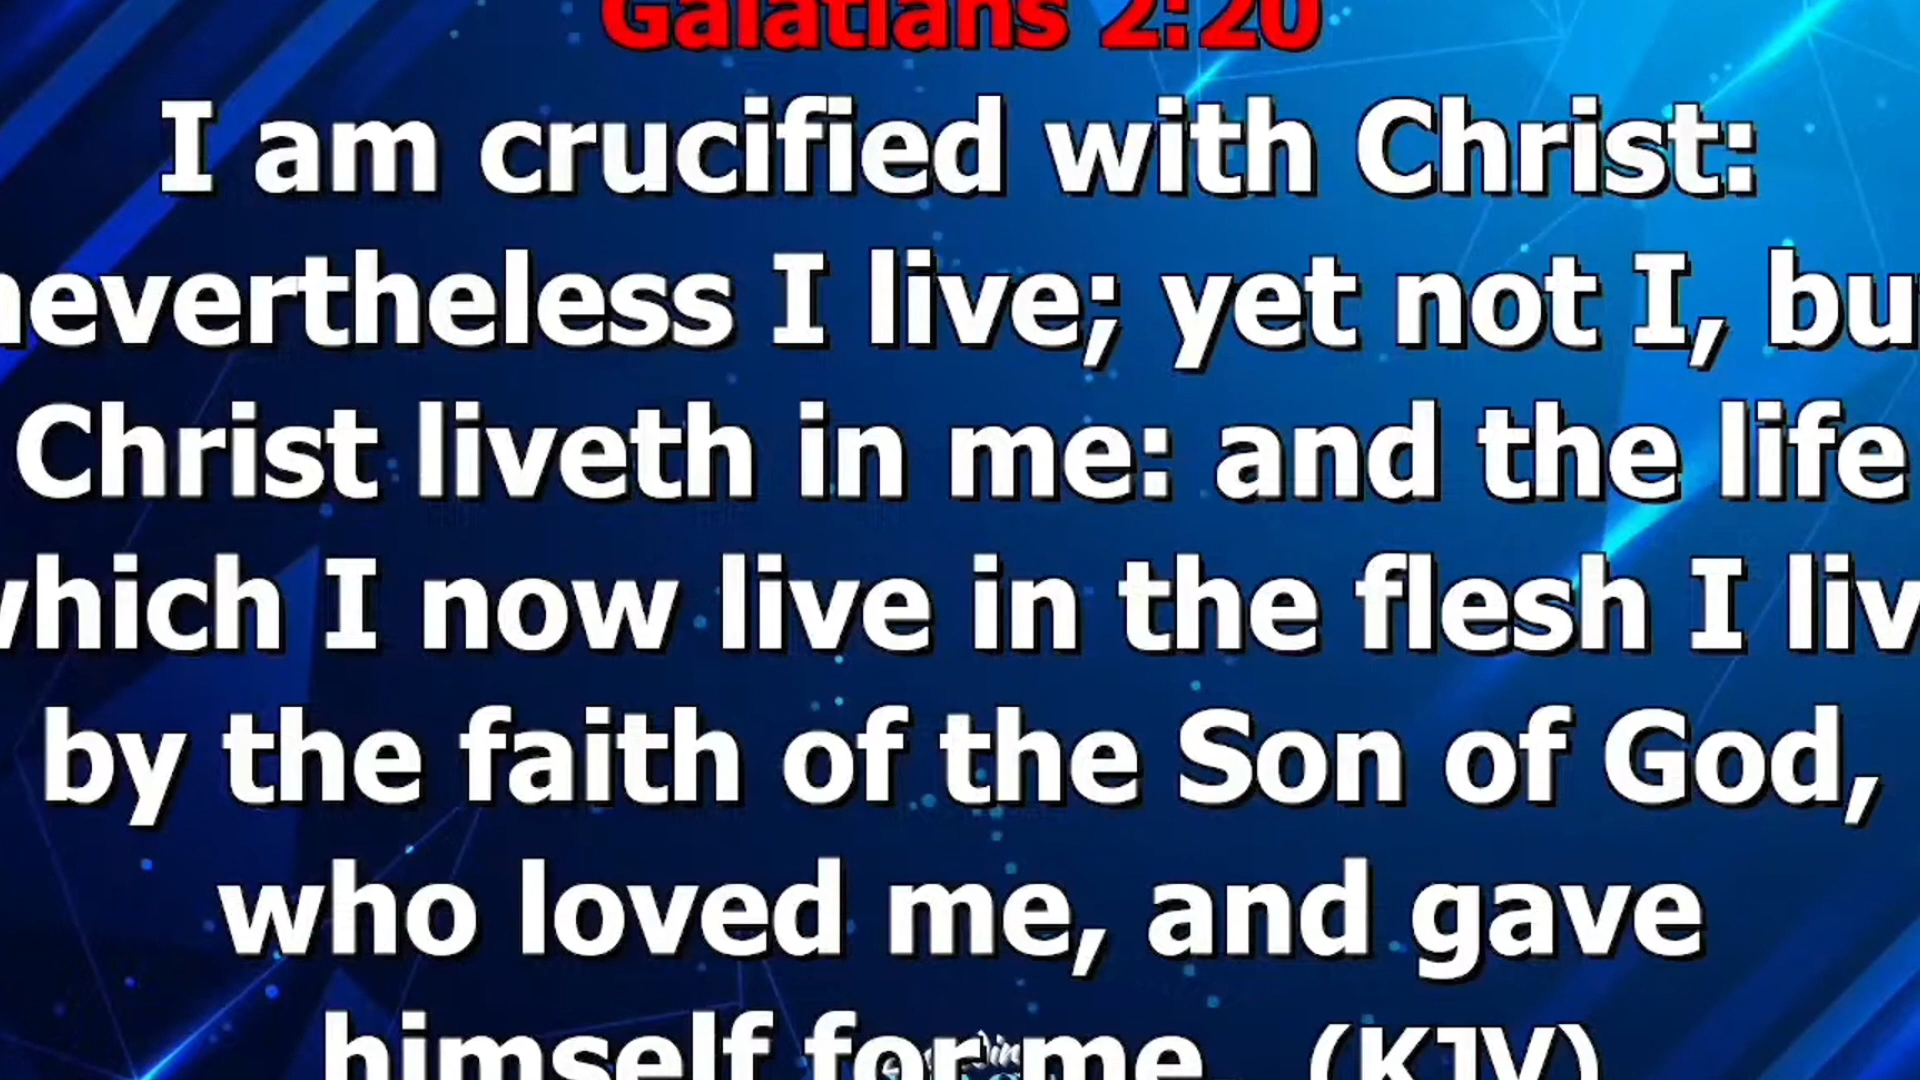 Galatians 2:20
I am crucified with Christ:
nevertheless I live; yet not I, bu
Christ liveth in me: and the life
which I now live in the flesh I liv
by the faith of the Son of God,
who loved me, and gave
himself for me. (KJV)